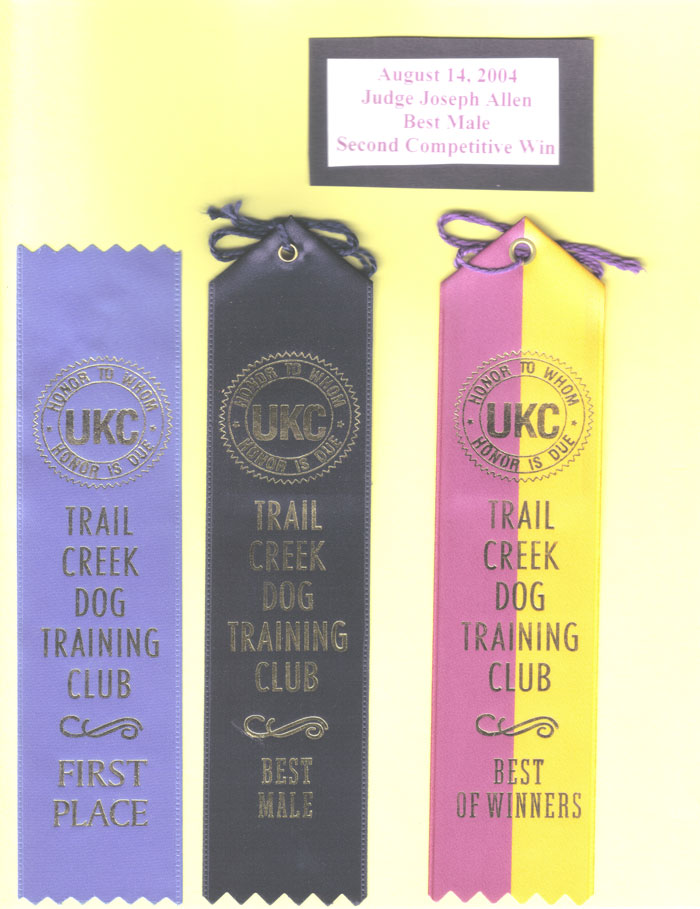 August 14, 2004
Judge Joseph Allen
Best Male
Second Competitive Win
HONOR TO WHOM
UKC
HONOR IS DUE
TRAIL
CREEK
DOG
TRAINING
CLUB
FIRST
PLACE
HONOR TO WHOM
UKC
HONOR IS DUE
TRAIL
CREEK
DOG
TRAINING
CLUB
BEST
MALE
HONOR TO WHOM
UKC
HONOR IS DUE
TRAIL
CREEK
DOG
TRAINING
CLUB
BEST
OF WINNERS